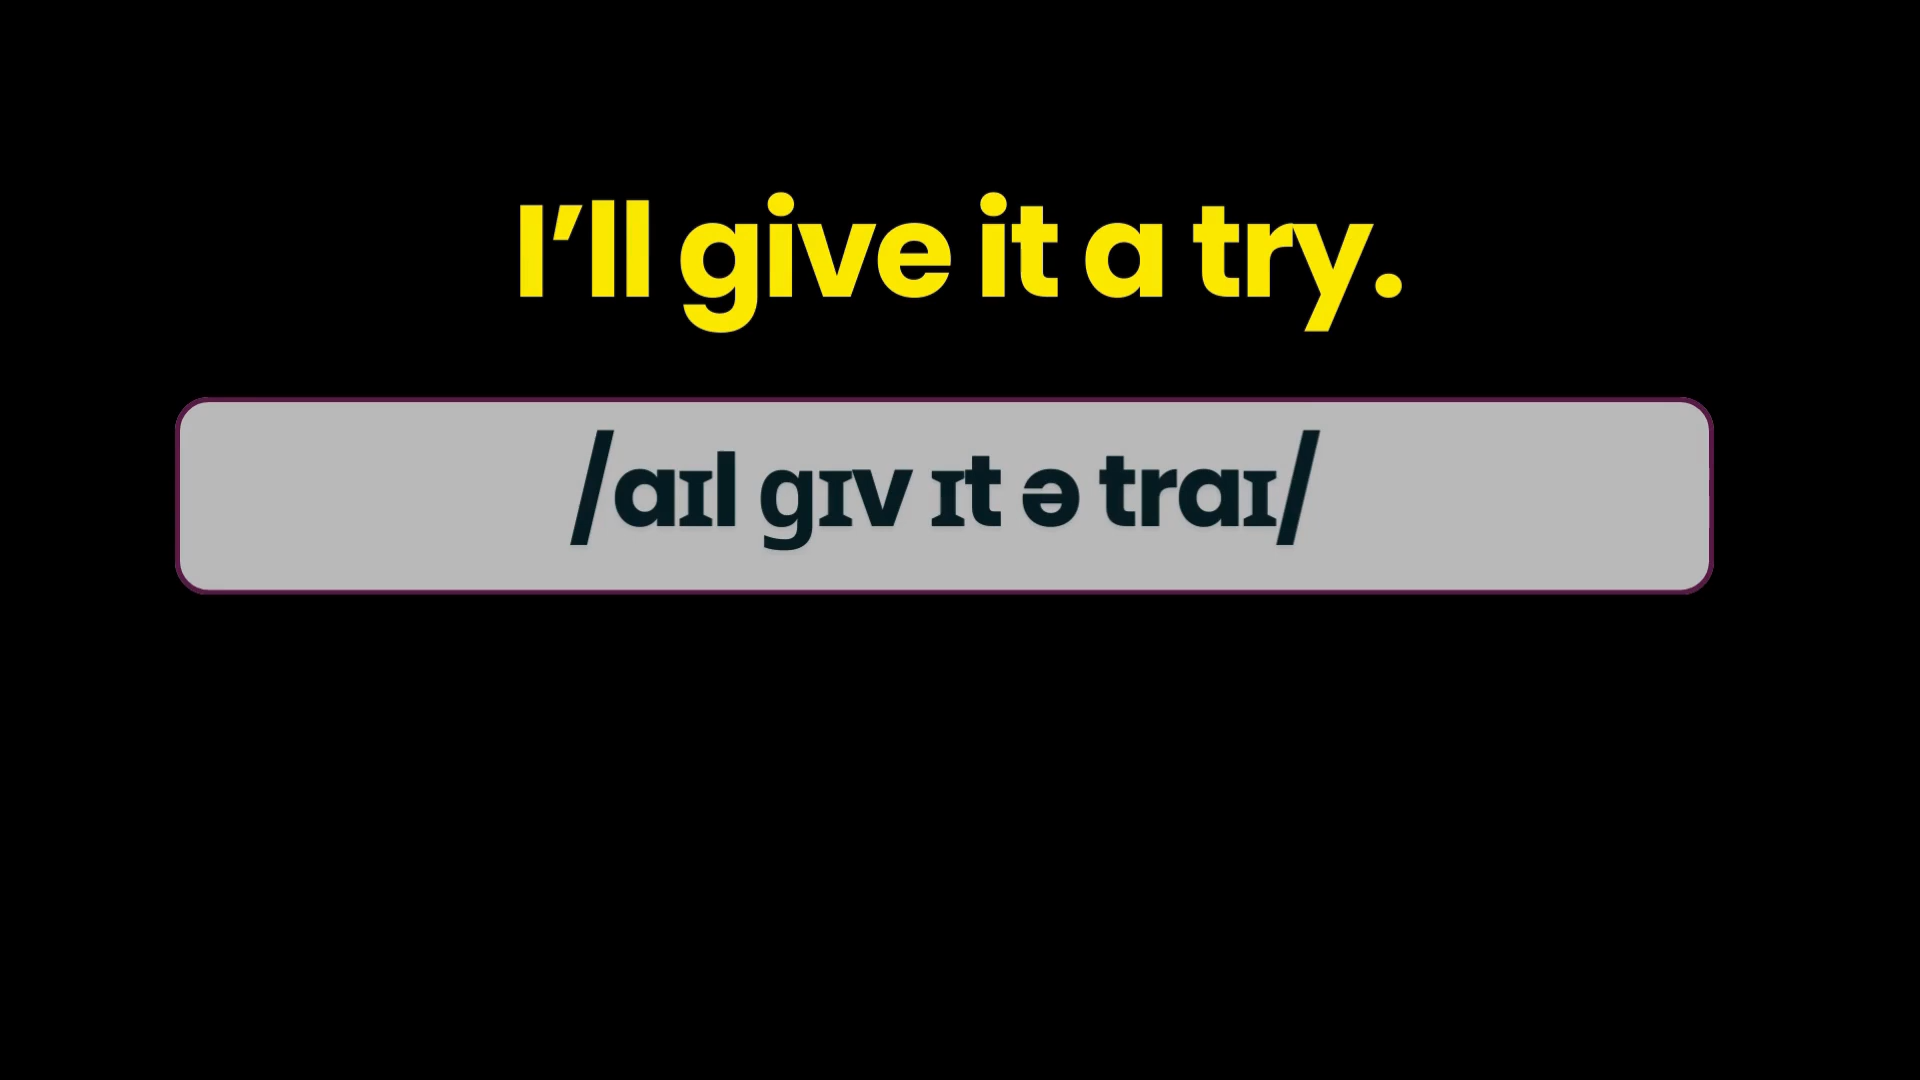 I’ll give it a try.
/aɪl gɪv ɪt ə traɪ/